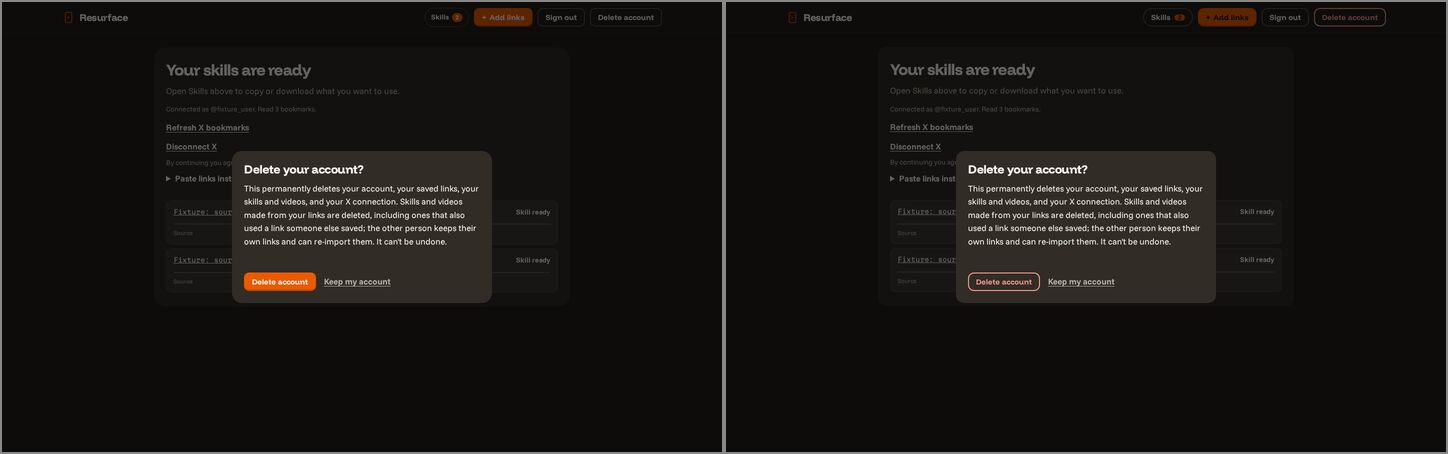 Resurface
Skills 2
+ Add links
Sign out
Delete account
Your skills are ready
Open Skills above to copy or download what you want to use.
Connected as @fixture_user. Read 3 bookmarks.
Refresh X bookmarks
Disconnect X
By continuing you
Paste links
Fixture:
Skill ready
Source
Fixture:
Skill ready
Source
Delete your account?
This permanently deletes your account, your saved links, your
skills and videos, and your X connection. Skills and videos
made from your links are deleted, including ones that also
used a link someone else saved; the other person keeps their
own links and can re-import them. It can't be undone.
Delete account
Keep my account
Resurface
Skills 2
+ Add links
Sign out
Delete account
Your skills are ready
Open Skills above to copy or download what you want to use.
Connected as @fixture_user. Read 3 bookmarks.
Refresh X bookmarks
Disconnect X
By continuing you
Paste links
Fixture:
Skill ready
Source
Fixture:
Skill ready
Source
Delete your account?
This permanently deletes your account, your saved links, your
skills and videos, and your X connection. Skills and videos
made from your links are deleted, including ones that also
used a link someone else saved; the other person keeps their
own links and can re-import them. It can't be undone.
Delete account
Keep my account